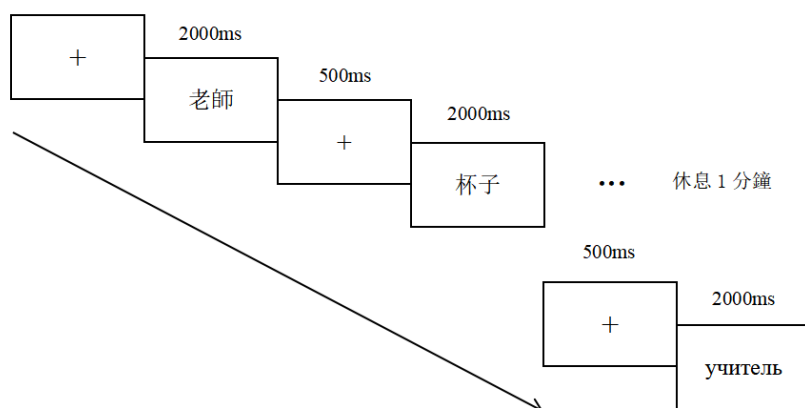 +
2000ms
老師
500ms
+
2000ms
杯子
... 休息 1 分鐘
500ms
+
2000ms
учитель